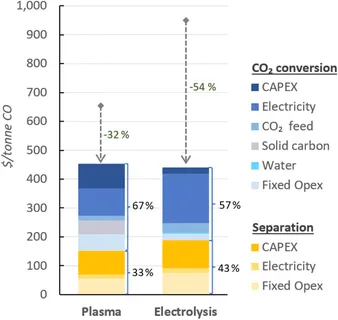 $/tonne CO
1,000
900
800
700
600
500
400
300
200
100
0
-32 %
-54 %
67%
57%
33%
43%
Plasma Electrolysis
CO₂ conversion
CAPEX
Electricity
CO₂ feed
Solid carbon
Water
Fixed Opex
Separation
CAPEX
Electricity
Fixed Opex